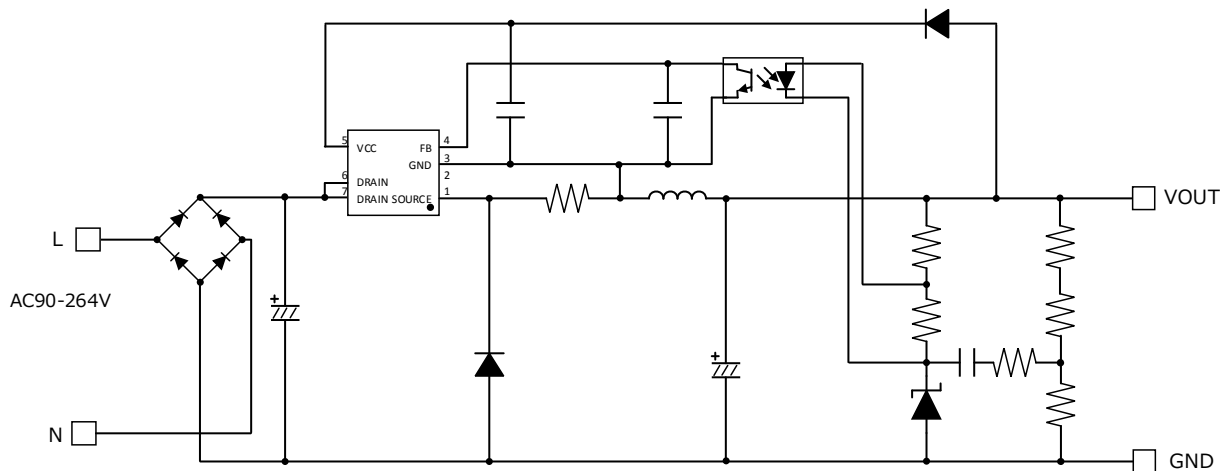 5
VCC
FB
4
GND
3
6
DRAIN
2
7
DRAIN SOURCE
1
VOUT
L
AC90-264V
+
+
N
GND